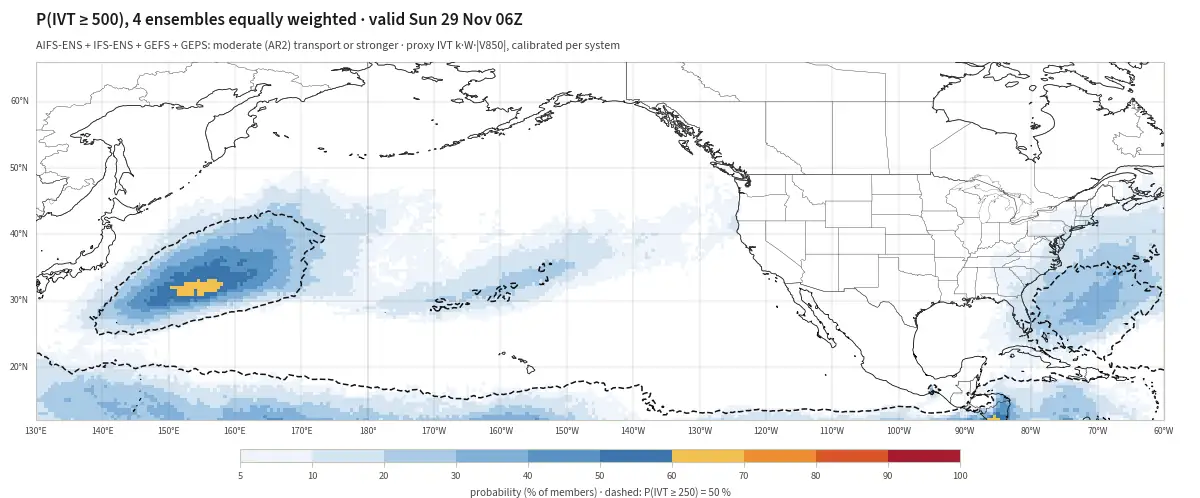 P(IVT ≥ 500), 4 ensembles equally weighted · valid Sun 29 Nov 06Z
AIFS-ENS + IFS-ENS + GEFS + GEPS: moderate (AR2) transport or stronger · proxy IVT k·W·|V850|, calibrated per system
60°N
50°N
40°N
30°N
20°N
130°E 140°E 150°E 160°E 170°E 180° 170°W 160°W 150°W 140°W 130°W 120°W 110°W 100°W 90°W 80°W 70°W 60°W
5 10 20 30 40 50 60 70 80 90 100
probability (% of members) · dashed: P(IVT ≥ 250) = 50 %